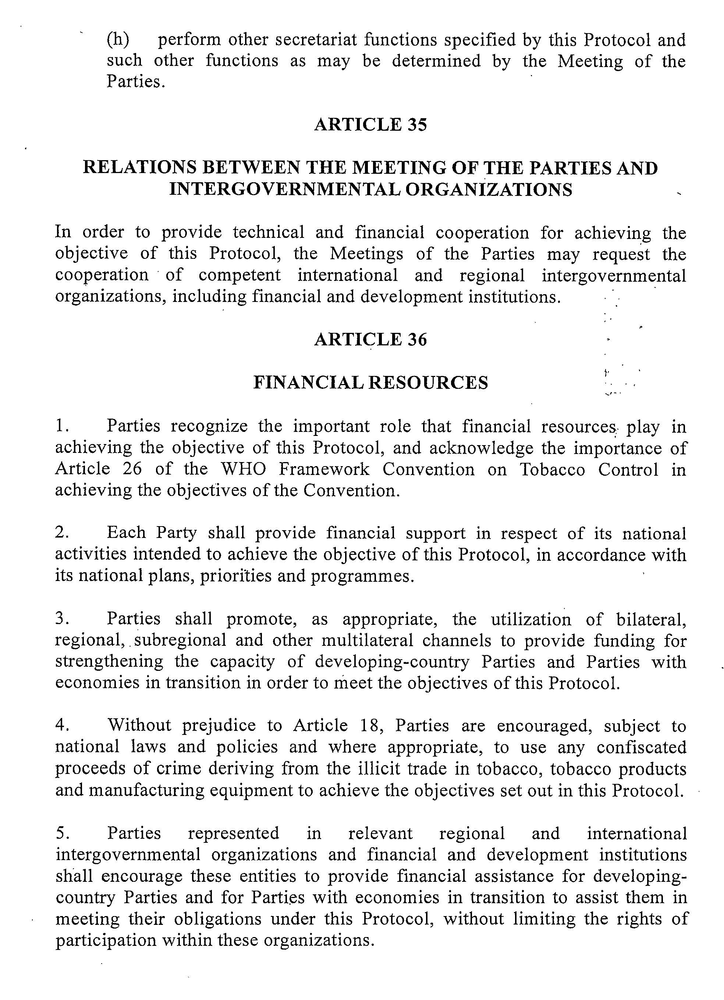 (h) perform other secretariat functions specified by this Protocol and
such other functions as may be determined by the Meeting of the
Parties.
ARTICLE 35
RELATIONS BETWEEN THE MEETING OF THE PARTIES AND
INTERGOVERNMENTAL ORGANIZATIONS
In order to provide technical and financial cooperation for achieving the
objective of this Protocol, the Meetings of the Parties may request the
cooperation of competent international and regional intergovernmental
organizations, including financial and development institutions.
ARTICLE 36
FINANCIAL RESOURCES
1. Parties recognize the important role that financial resources play in
achieving the objective of this Protocol, and acknowledge the importance of
Article 26 of the WHO Framework Convention on Tobacco Control in
achieving the objectives of the Convention.
2. Each Party shall provide financial support in respect of its national
activities intended to achieve the objective of this Protocol, in accordance with
its national plans, priorities and programmes.
3. Parties shall promote, as appropriate, the utilization of bilateral,
regional, subregional and other multilateral channels to provide funding for
strengthening the capacity of developing-country Parties and Parties with
economies in transition in order to meet the objectives of this Protocol.
4. Without prejudice to Article 18, Parties are encouraged, subject to
national laws and policies and where appropriate, to use any confiscated
proceeds of crime deriving from the illicit trade in tobacco, tobacco products
and manufacturing equipment to achieve the objectives set out in this Protocol.
5. Parties represented in relevant regional and international
intergovernmental organizations and financial and development institutions
shall encourage these entities to provide financial assistance for developing-
country Parties and for Parties with economies in transition to assist them in
meeting their obligations under this Protocol, without limiting the rights of
participation within these organizations.